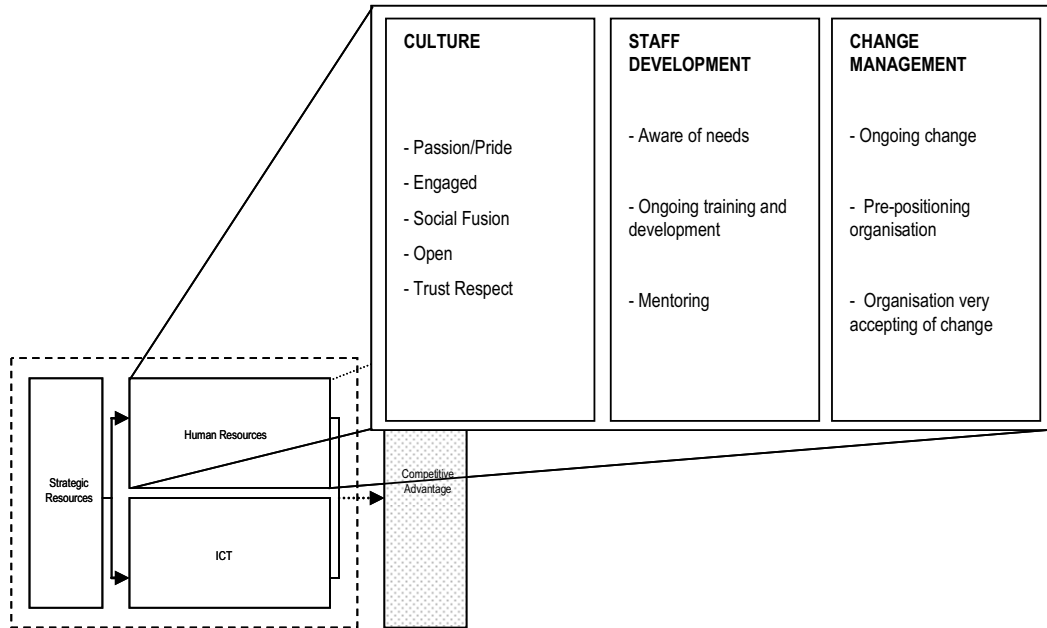 CULTURE
- Passion/Pride
- Engaged
- Social Fusion
- Open
- Trust Respect
STAFF
DEVELOPMENT
- Aware of needs
- Ongoing training and
development
- Mentoring
CHANGE
MANAGEMENT
- Ongoing change
- Pre-positioning
organisation
- Organisation very
accepting of change
Strategic
Resources
Human Resources
ICT
Competitive
Advantage